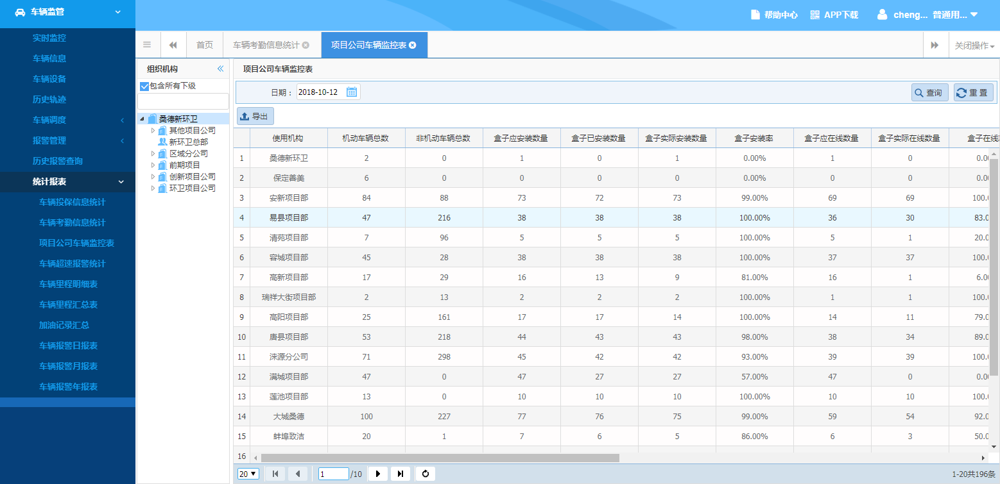 车辆监管
帮助中心 APP下载 cheng... 普通用...
实时监控
车辆信息
车辆设备
历史轨迹
车辆调度
报警管理
历史报警查询
统计报表
车辆投保信息统计
车辆考勤信息统计
项目公司车辆监控表
车辆超速报警统计
车辆里程明细表
车辆里程汇总表
加油记录汇总
车辆报警日报表
车辆报警月报表
车辆报警年报表
首页 车辆考勤信息统计 项目公司车辆监控表 关闭操作
组织机构
包含所有下级
桑德新环卫
其他项目公司
新环卫总部
区域分公司
前期项目
创新项目公司
环卫项目公司
项目公司车辆监控表
日期： 2018-10-12 查询 重置
导出
使用机构 机动车辆总数 非机动车辆总数 盒子应安装数量 盒子已安装数量 盒子实际安装数量 盒子安装率 盒子应在线数量 盒子实际在线数量 盒子在线
1 桑德新环卫 2 0 1 0 1 0.00% 1 0 0.0
2 保定善美 6 0 0 0 0 0.00% 0 0 0.0
3 安新项目部 84 88 73 72 73 99.00% 69 69 100.
4 易县项目部 47 216 38 38 38 100.00% 36 30 83.0
5 清苑项目部 7 96 5 5 5 100.00% 5 1 20.0
6 容城项目部 45 28 38 38 38 100.00% 37 37 100.
7 高新项目部 17 29 16 13 9 81.00% 16 1 6.0
8 瑞祥大街项目部 2 13 2 2 2 100.00% 1 1 100.
9 高阳项目部 25 161 17 17 14 100.00% 14 11 79.0
10 唐县项目部 53 218 44 43 43 98.00% 38 34 89.0
11 涞源分公司 71 298 45 42 42 93.00% 39 39 100.
12 满城项目部 47 0 47 27 27 57.00% 47 0 0.0
13 莲池项目部 13 0 10 10 10 100.00% 10 10 100.
14 大城桑德 100 227 77 76 75 99.00% 59 54 92.0
15 蚌埠致洁 20 1 7 6 5 86.00% 6 3 50.0
16
20 1 /10 1-20共196条